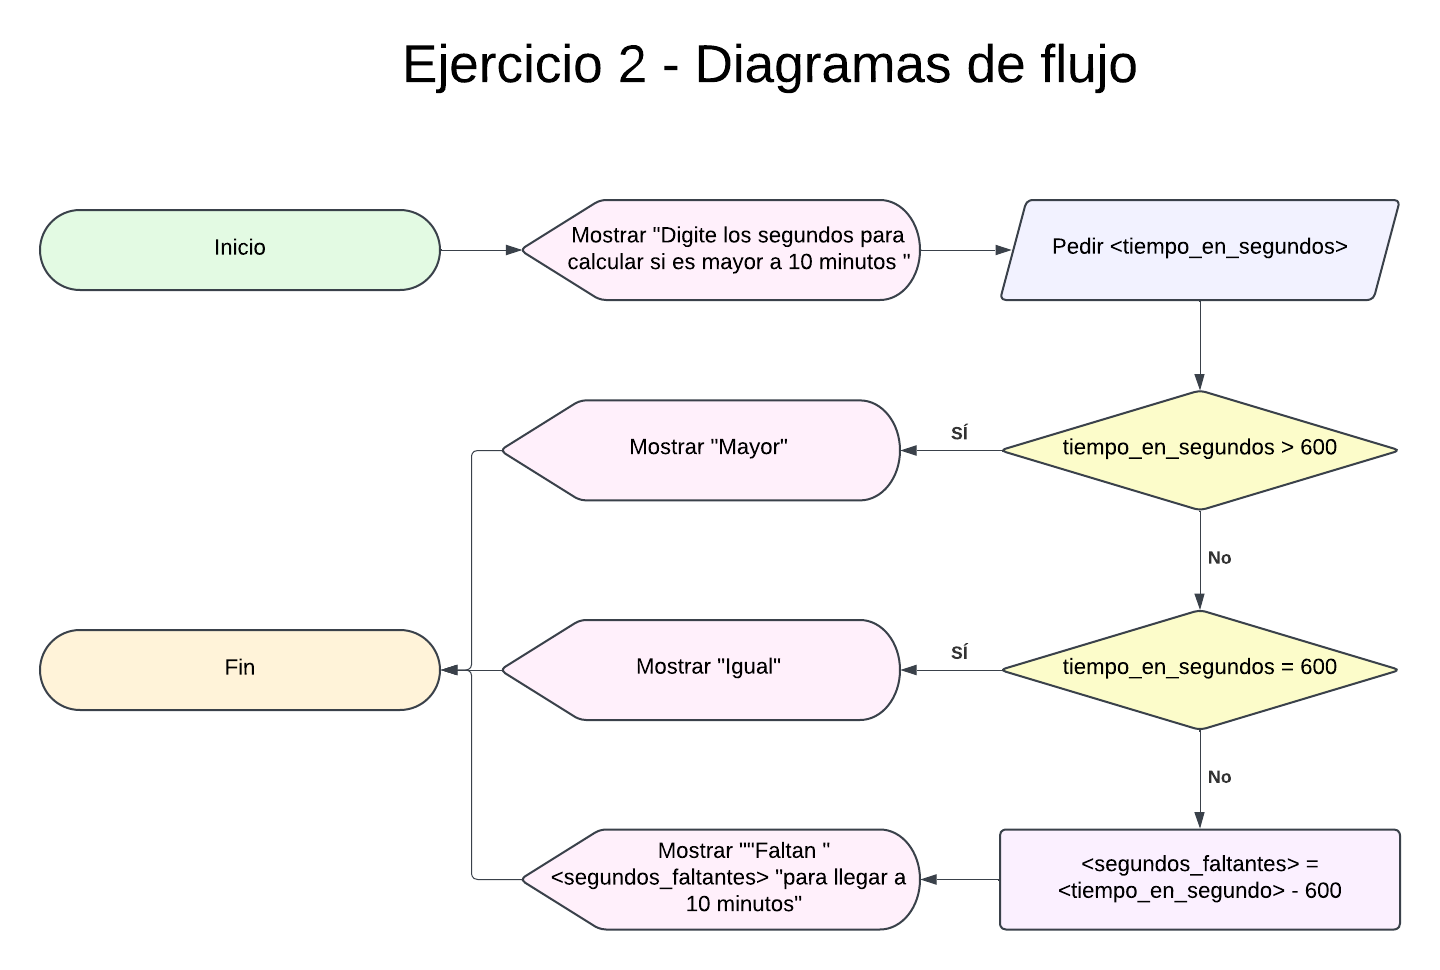 Ejercicio 2 - Diagramas de flujo
Inicio
Mostrar "Digite los segundos para
calcular si es mayor a 10 minutos "
Pedir <tiempo_en_segundos>
tiempo_en_segundos > 600
SÍ
Mostrar "Mayor"
No
tiempo_en_segundos = 600
SÍ
Mostrar "Igual"
Fin
No
<segundos_faltantes> =
<tiempo_en_segundo> - 600
Mostrar ""Faltan "
<segundos_faltantes> "para llegar a
10 minutos"